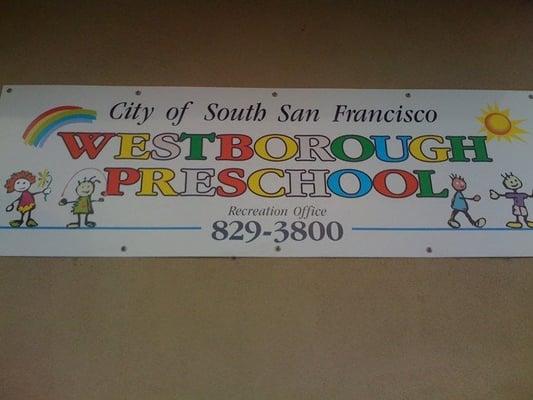 City of South San Francisco
WESTBOROUGH
PRESCHOOL
Recreation Office
829-3800